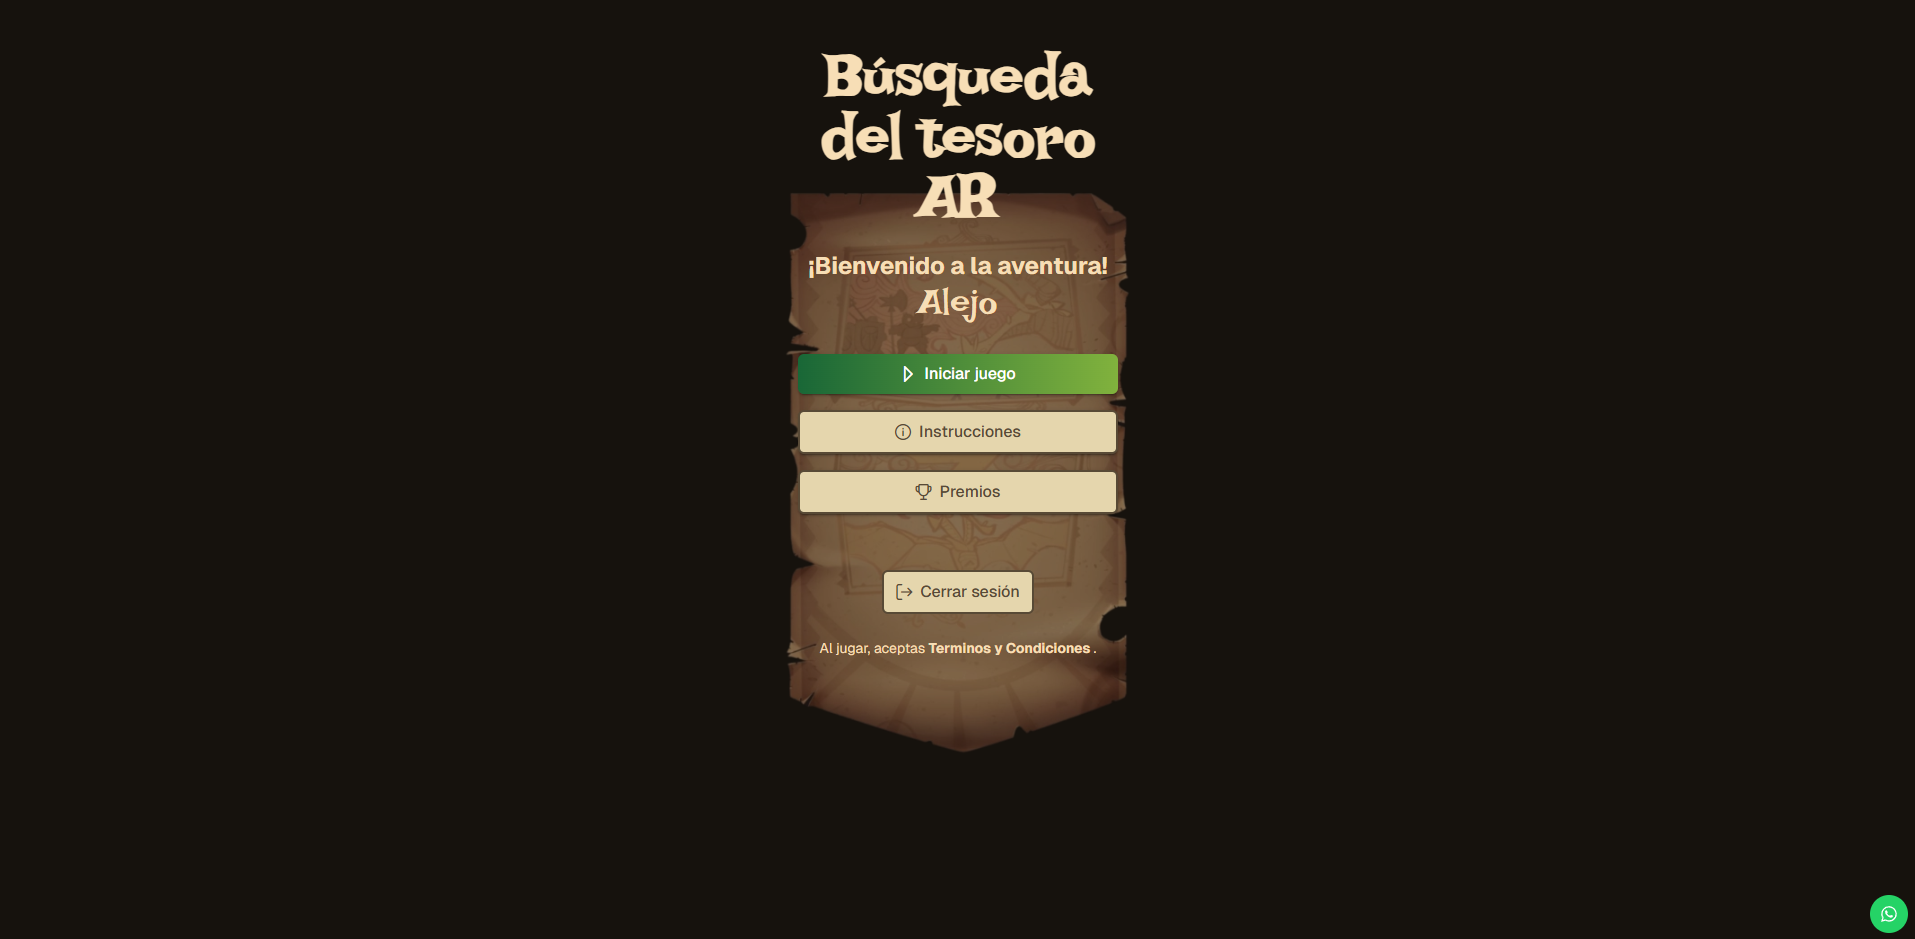 Búsqueda
del tesoro
AR
¡Bienvenido a la aventura!
Alejo
Iniciar juego
Instrucciones
Premios
Cerrar sesión
Al jugar, aceptas Terminos y Condiciones .